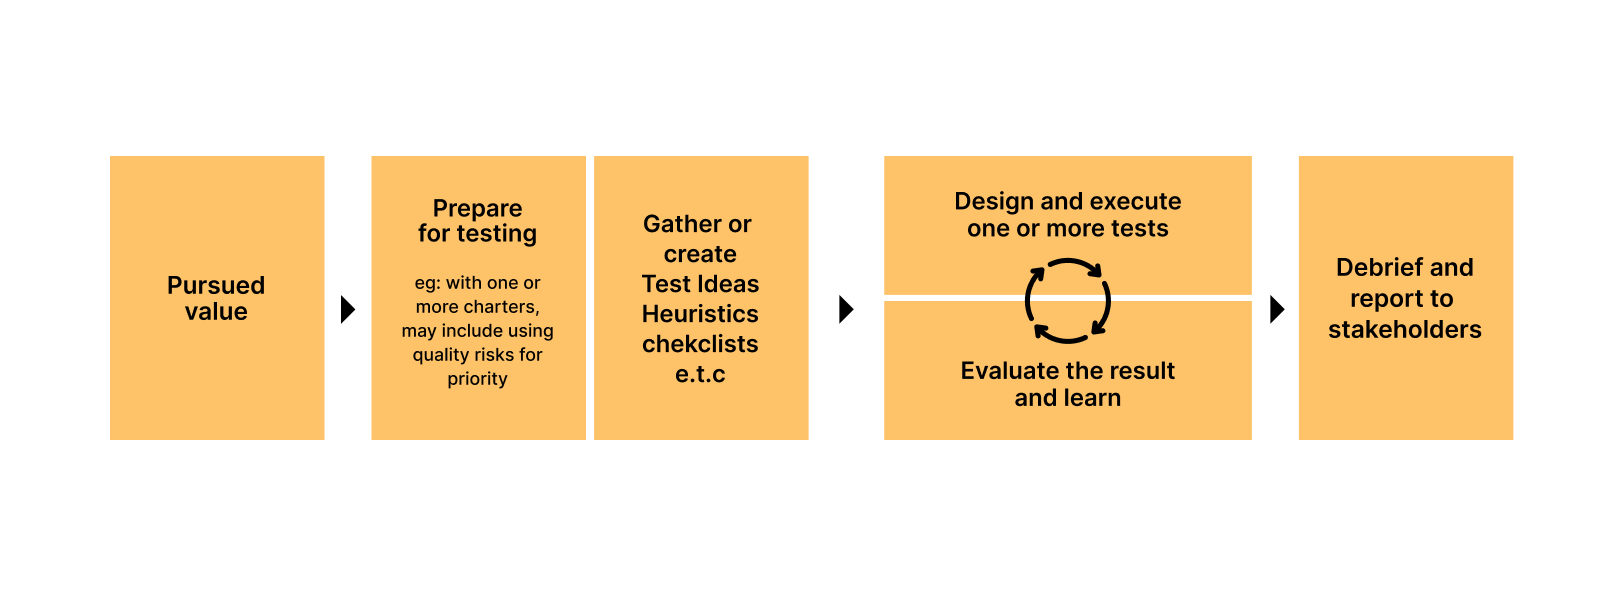 Pursued
value
Prepare
for testing
eg: with one or
more charters,
may include using
quality risks for
priority
Gather or
create
Test Ideas
Heuristics
chekclists
e.t.c
Design and execute
one or more tests
Evaluate the result
and learn
Debrief and
report to
stakeholders